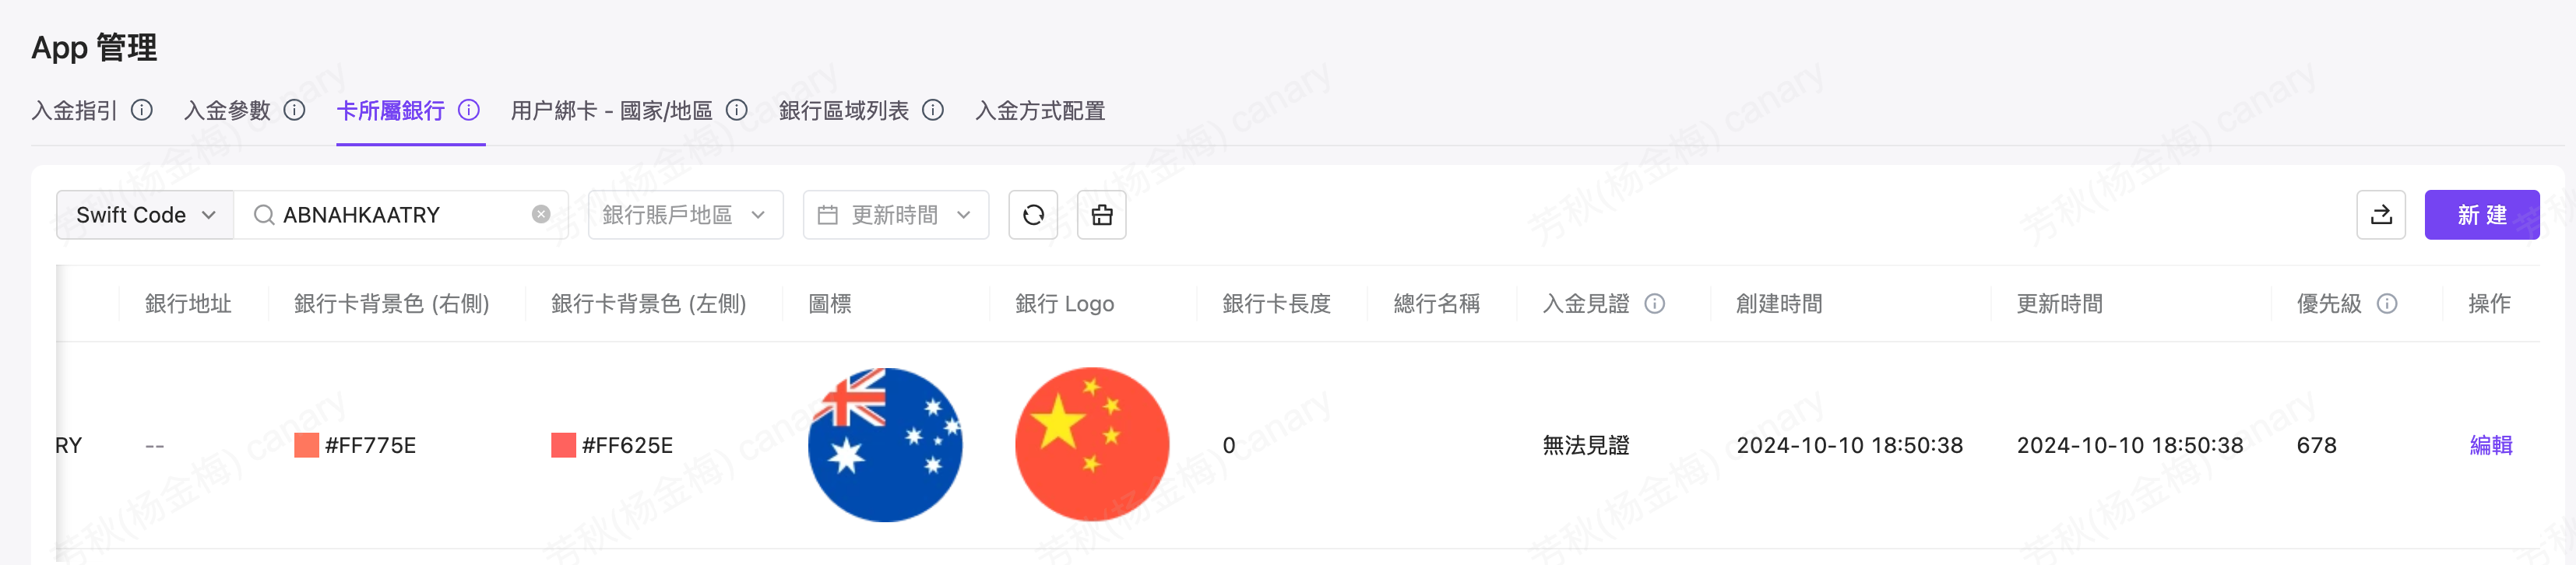 App 管理
入金指引 入金參數 卡所屬銀行 用户綁卡 - 國家/地區 銀行區域列表 入金方式配置
Swift Code ABNAHKAATRY 銀行賬戶地區 更新時間 新 建
銀行地址 銀行卡背景色 (右側) 銀行卡背景色 (左側) 圖標 銀行 Logo 銀行卡長度 總行名稱 入金見證 創建時間 更新時間 優先級 操作
RY -- #FF775E #FF625E 0 無法見證 2024-10-10 18:50:38 2024-10-10 18:50:38 678 編輯
芳秋(杨金梅) canary